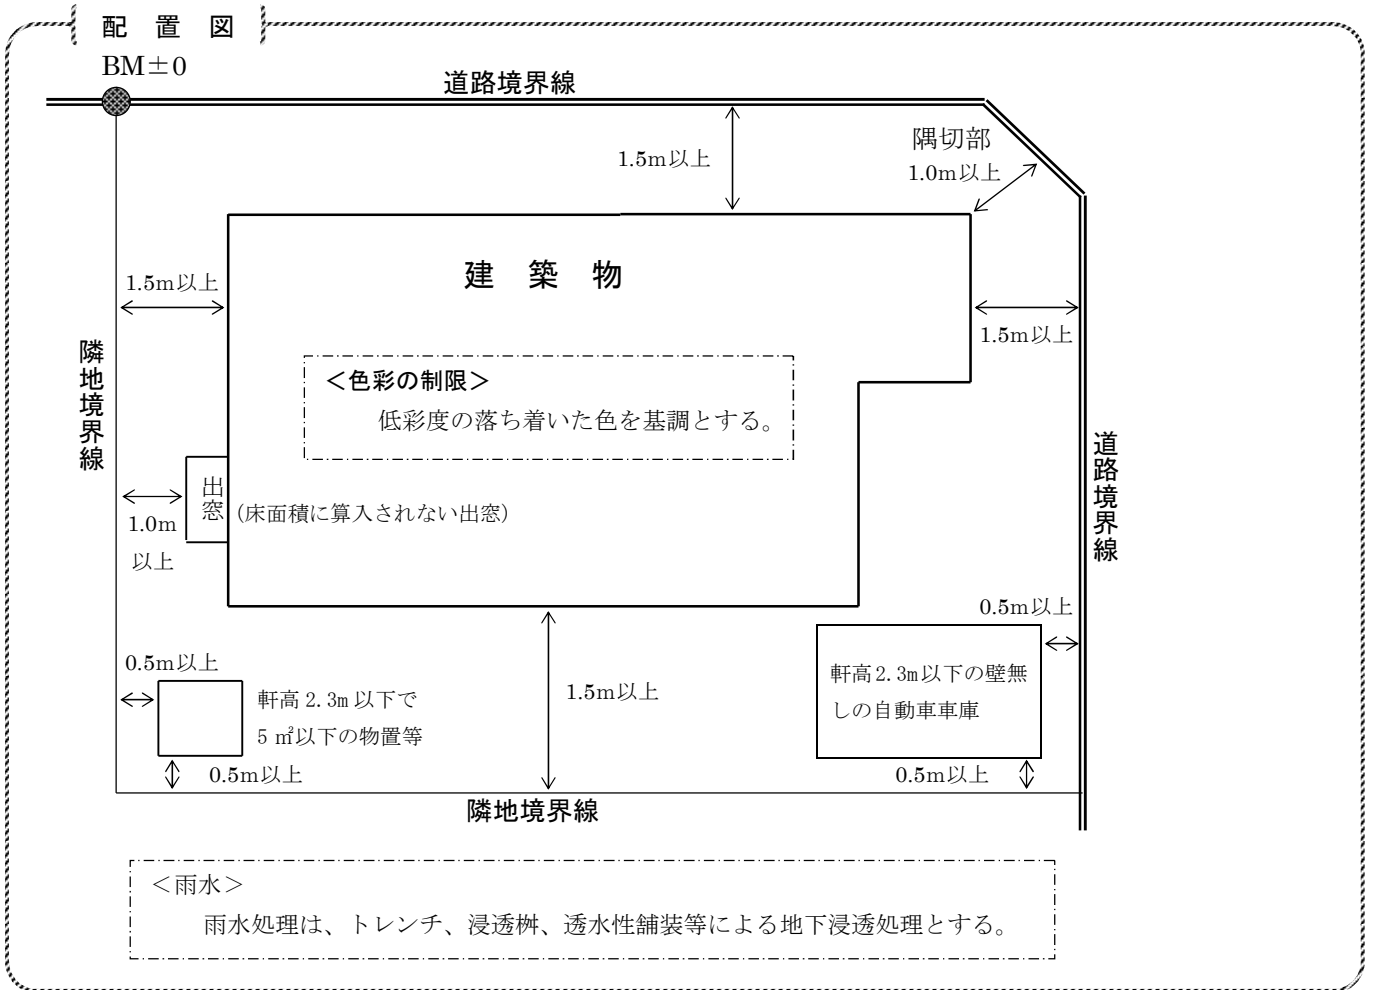 配 置 図
BM±0
道路境界線
隅切部
1.0m以上
1.5m以上
建 築 物
1.5m以上
1.5m以上
隣地境界線
＜色彩の制限＞
低彩度の落ち着いた色を基調とする。
道路境界線
出窓
(床面積に算入されない出窓)
1.0m
以上
0.5m以上
0.5m以上
軒高2.3m以下で
5㎡以下の物置等
0.5m以上
1.5m以上
軒高2.3m以下の壁無
しの自動車車庫
0.5m以上
隣地境界線
＜雨水＞
雨水処理は、トレンチ、浸透桝、透水性舗装等による地下浸透処理とする。